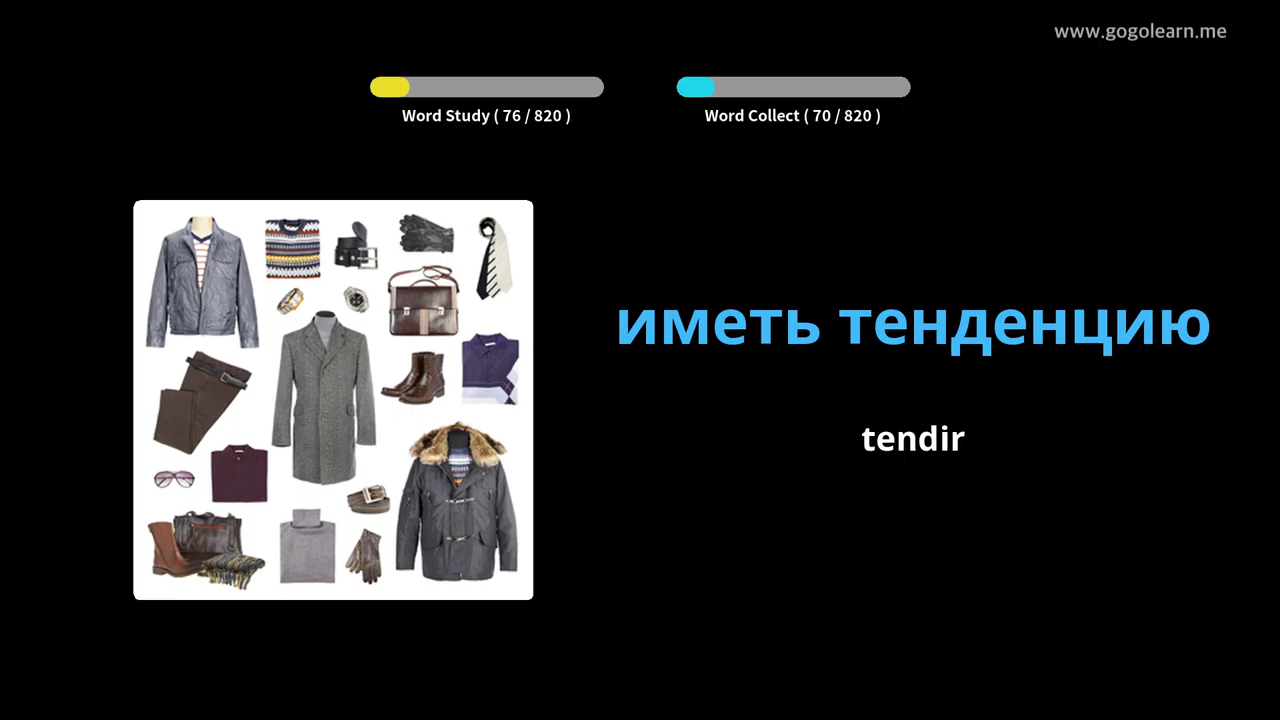 www.gogolearn.me
Word Study ( 76 / 820 )
Word Collect ( 70 / 820 )
иметь тенденцию
tendir